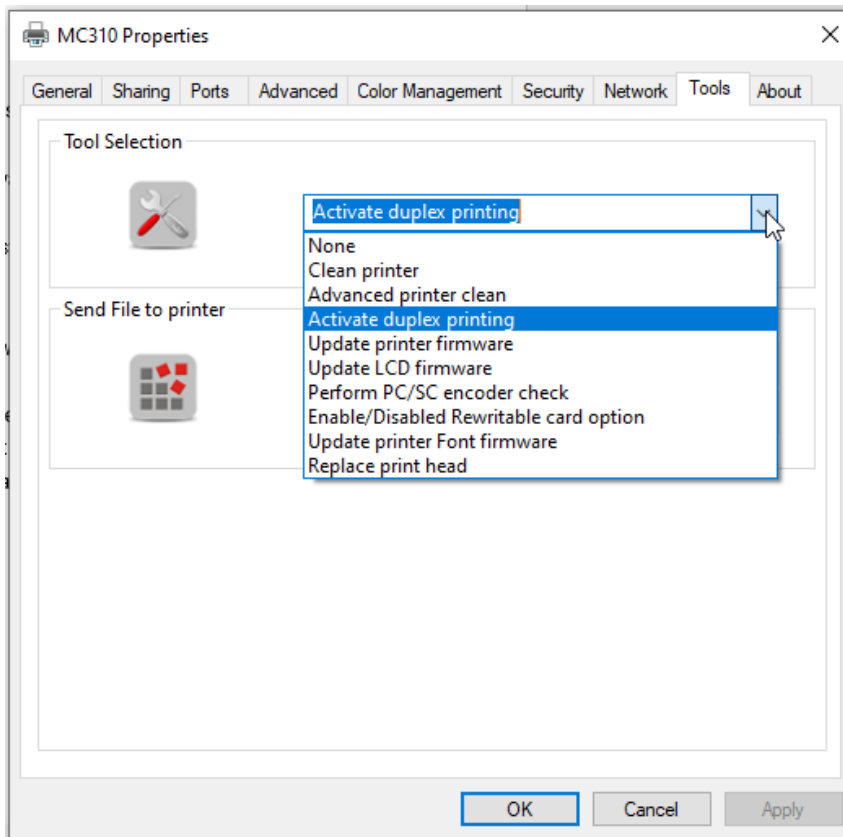 MC310 Properties
General Sharing Ports Advanced Color Management Security Network Tools About
Tool Selection
Activate duplex printing
None
Clean printer
Advanced printer clean
Activate duplex printing
Update printer firmware
Update LCD firmware
Perform PC/SC encoder check
Enable/Disabled Rewritable card option
Update printer Font firmware
Replace print head
Send File to printer
OK Cancel Apply